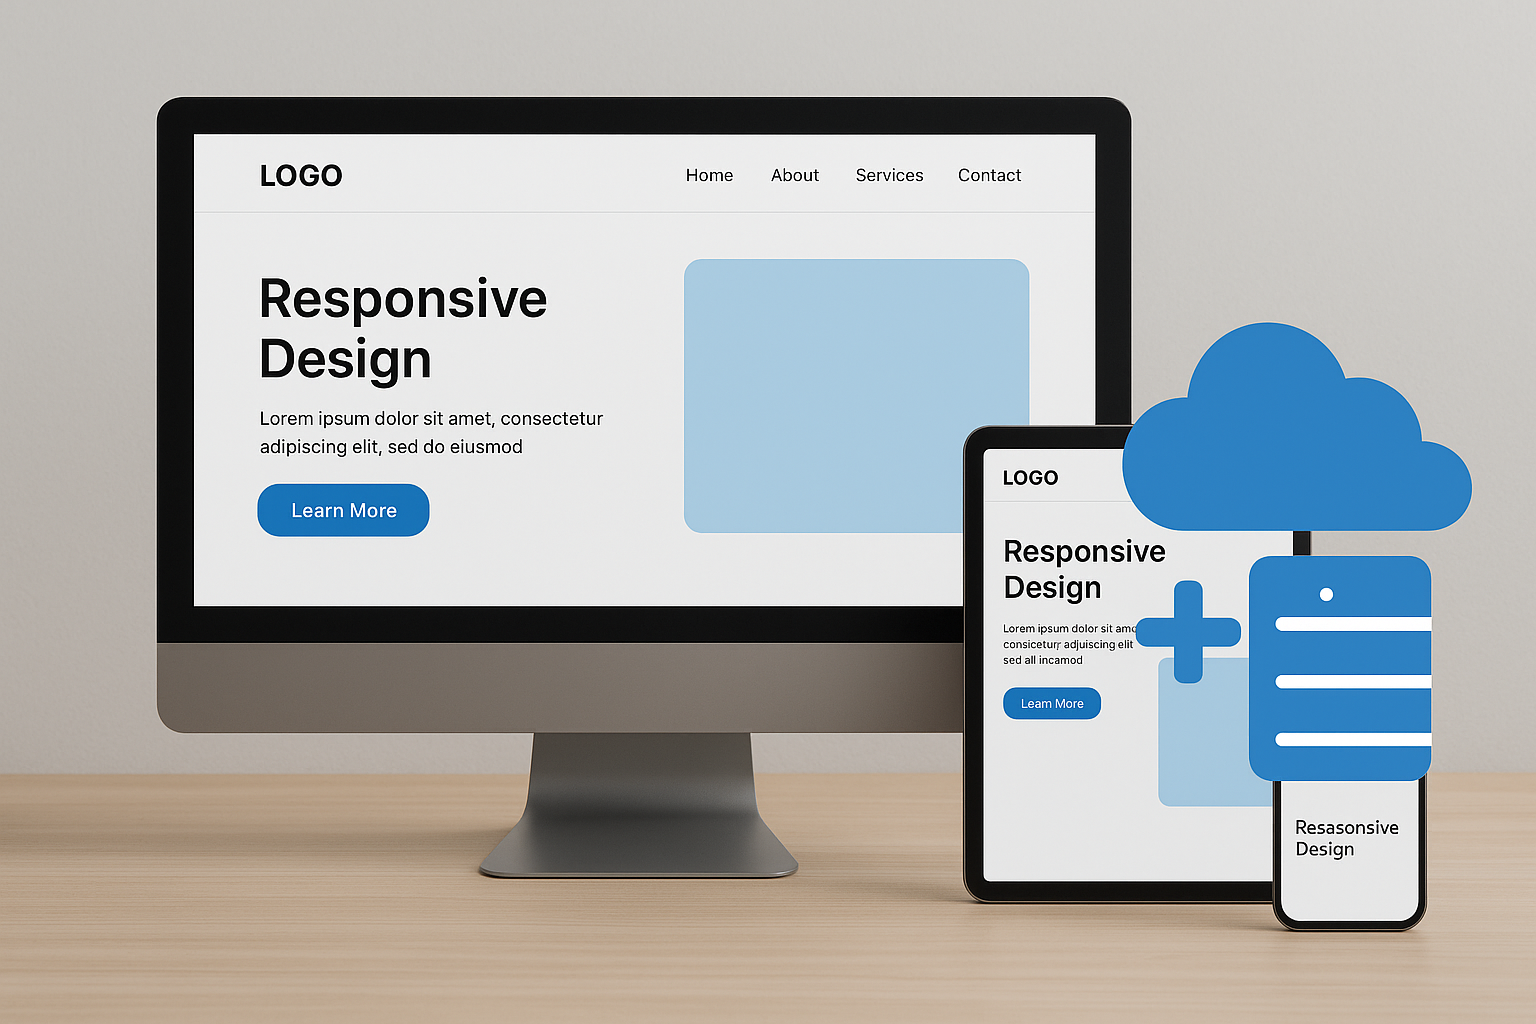 LOGO
Home About Services Contact
Responsive
Design
Lorem ipsum dolor sit amet, consectetur
adipiscing elit, sed do eiusmod
Learn More
LOGO
Responsive
Design
Lorem ipsum dolor sit
consicetur adjuiscing elit
sed all incamod
Leam More
Resasonsive
Design